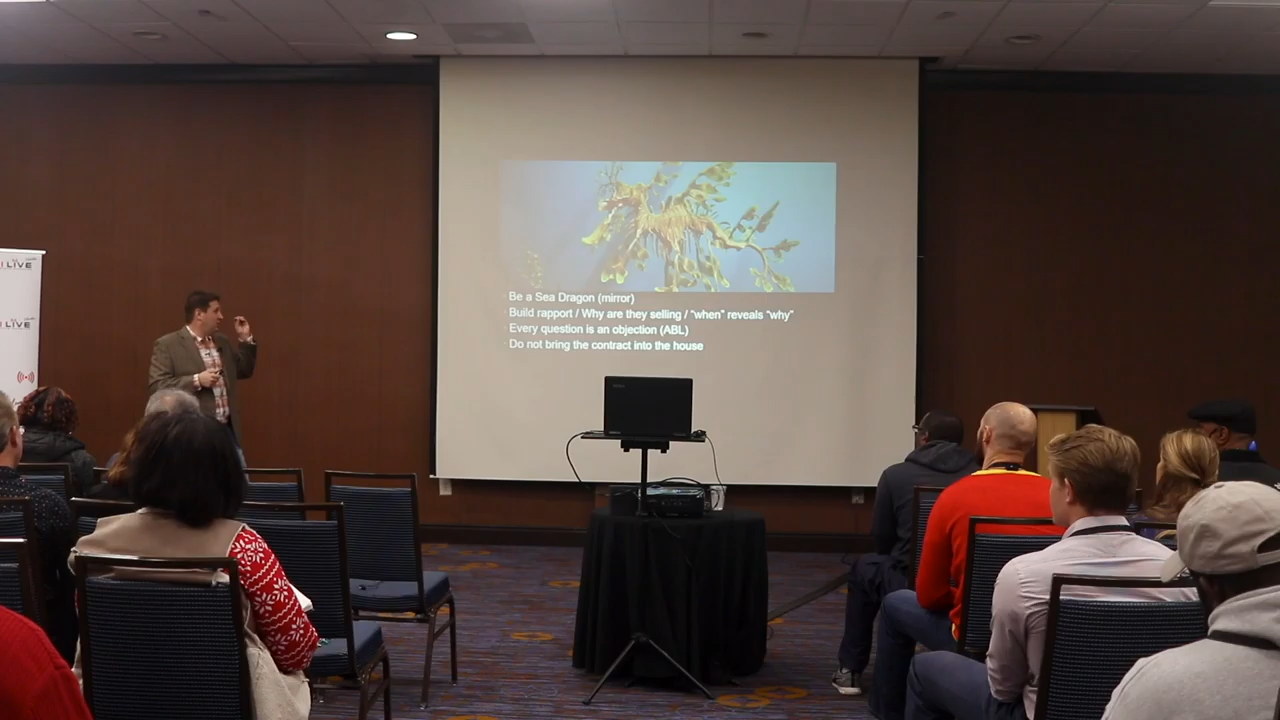 LIVE
LIVE
Be a Sea Dragon (mirror)
Build rapport / Why are they selling / “when” reveals “why”
Every question is an objection (ABL)
Do not bring the contract into the house